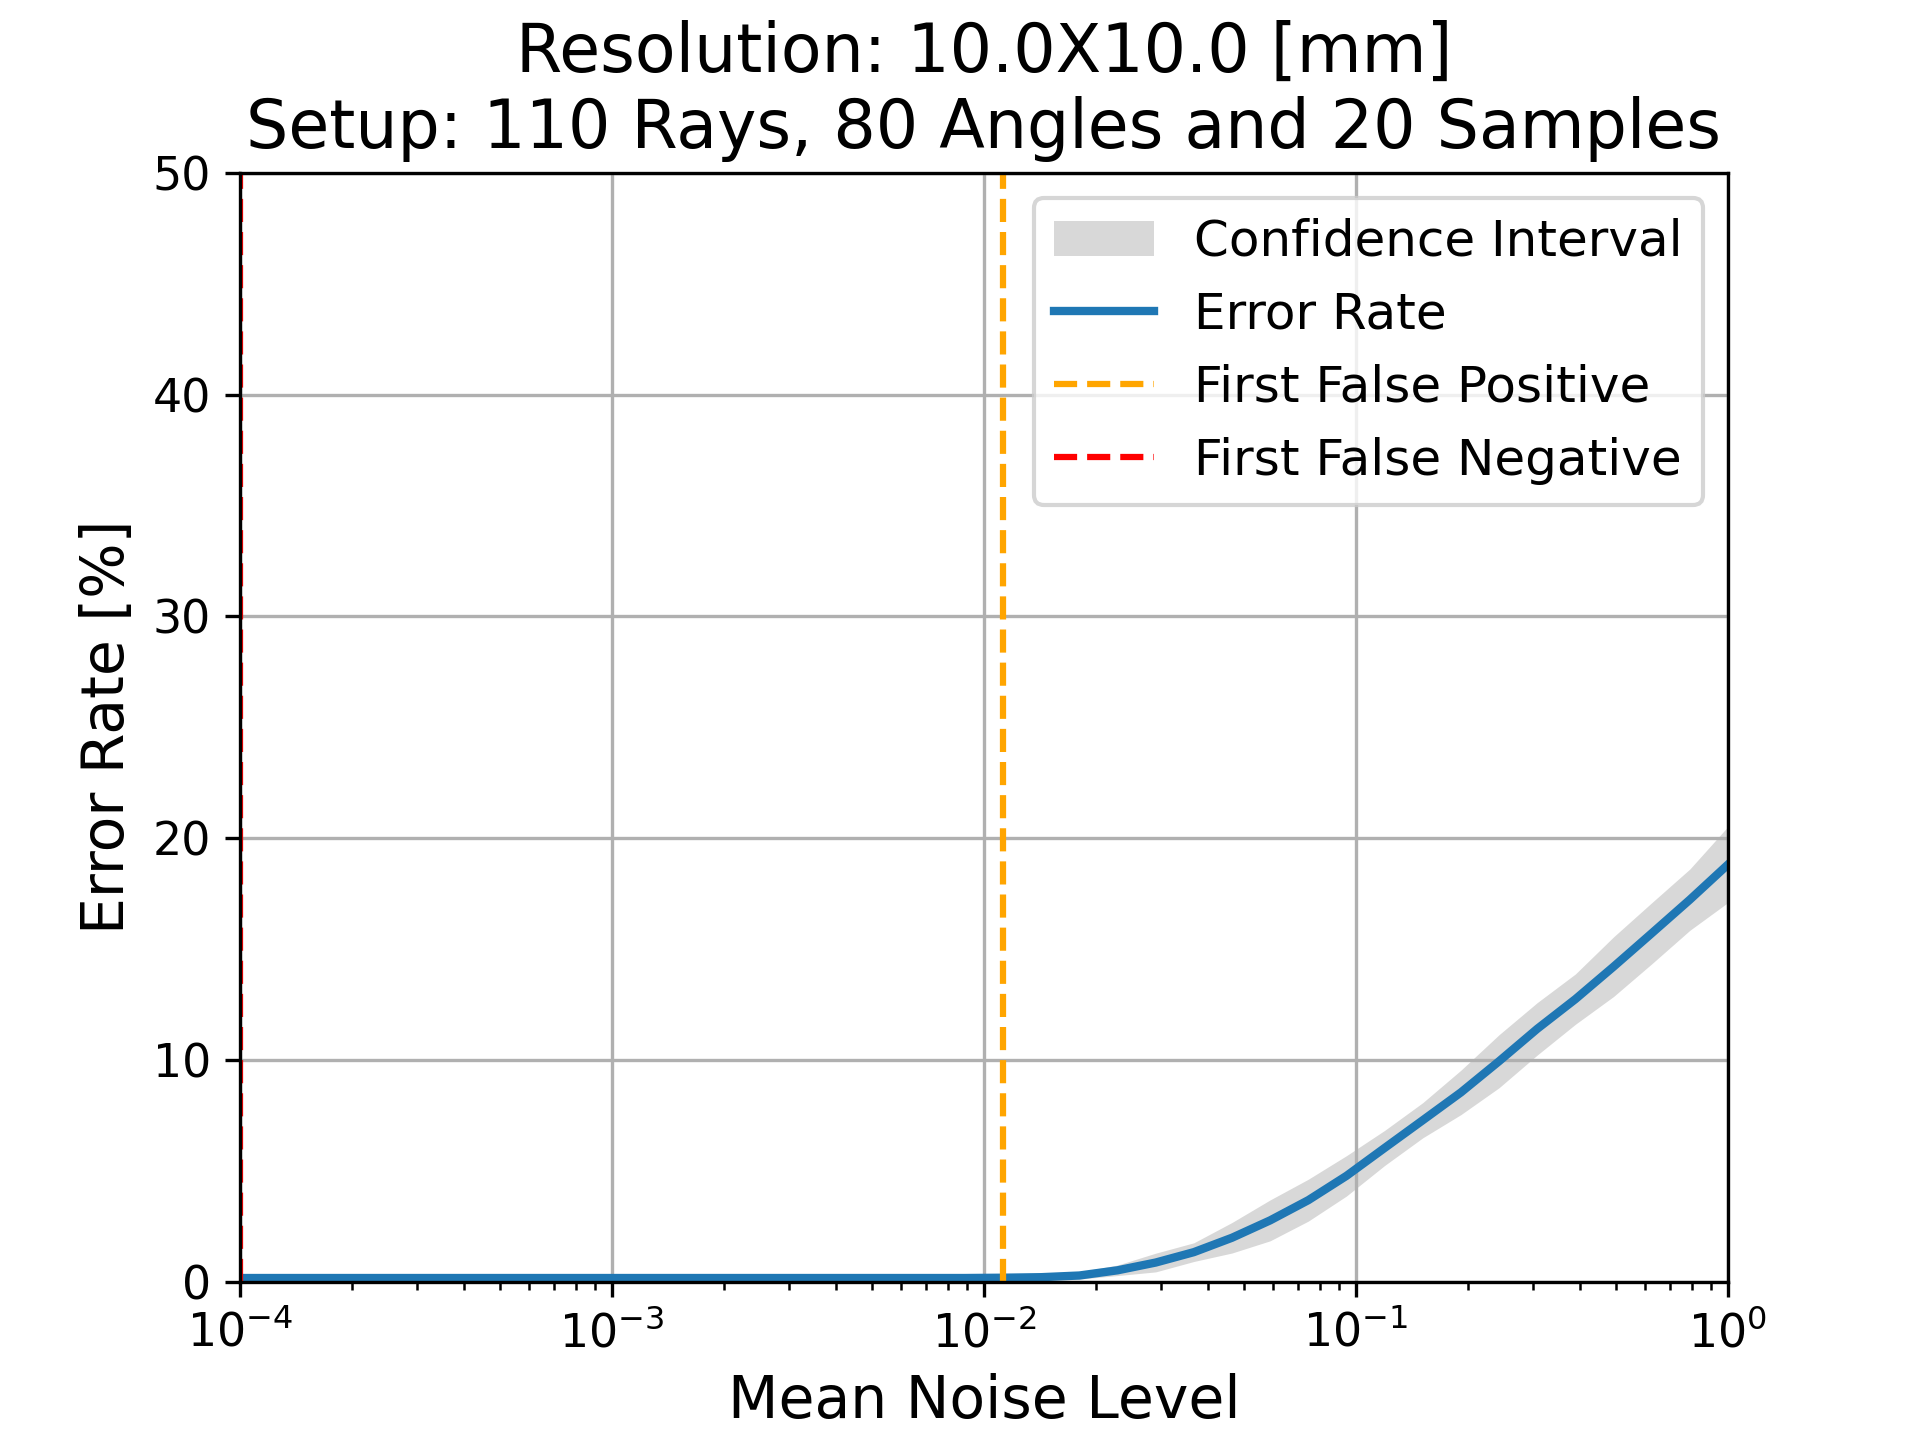 Resolution: 10.0X10.0 [mm]
Setup: 110 Rays, 80 Angles and 20 Samples
50
40
30
20
10
0
Error Rate [%]
Confidence Interval
Error Rate
First False Positive
First False Negative
10⁻⁴ 10⁻³ 10⁻² 10⁻¹ 10⁰
Mean Noise Level